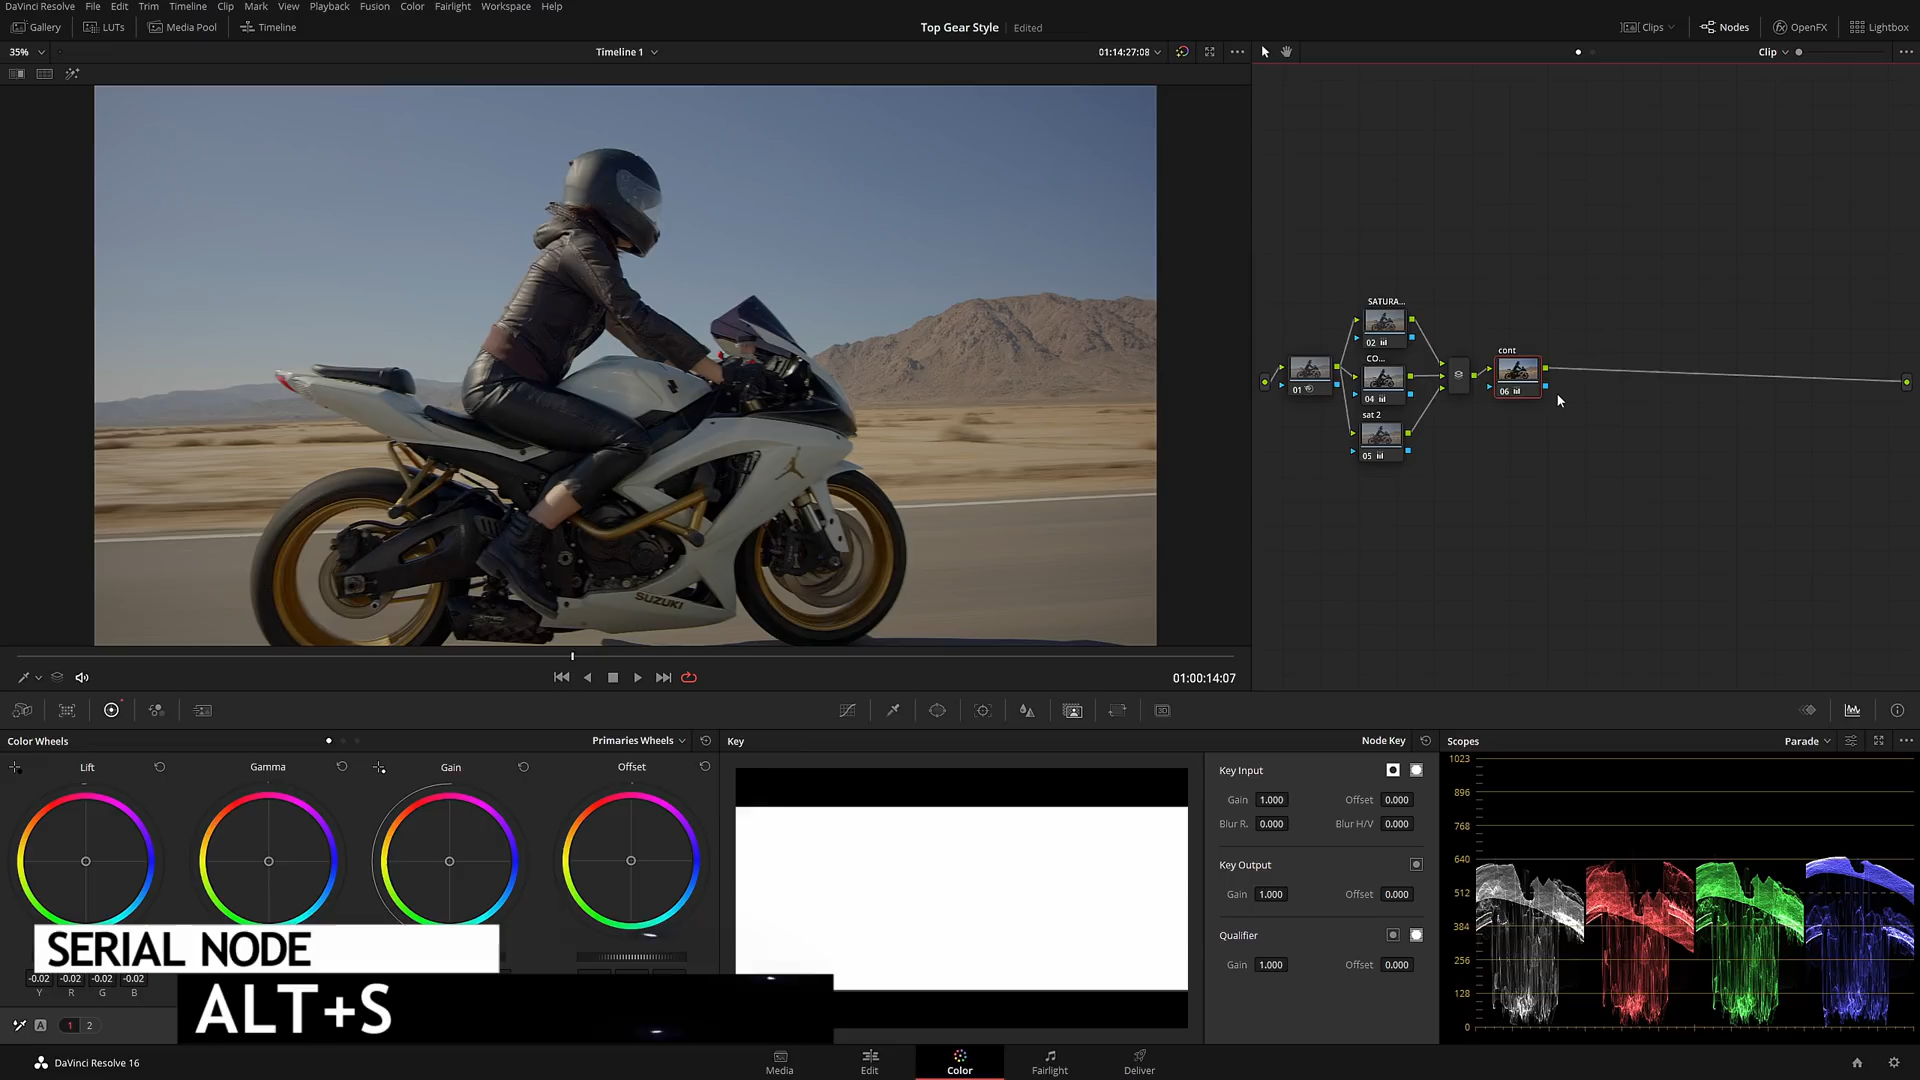 DaVinci Resolve File Edit Trim Timeline Clip Mark View Playback Fusion Color Fairlight Workspace Help
Gallery LUTs Media Pool Timeline Top Gear Style Edited Clips Nodes OpenFX Lightbox
35% Timeline 1 01:14:27:08 Clip
SATURA...
02
CO...
cont
01 04 06
sat 2
05
SUZUKI
01:00:14:07
Color Wheels Primaries Wheels Key Node Key Scopes Parade
Lift Gamma Gain Offset
Key Input
Gain 1.000 Offset 0.000
Blur R. 0.000 Blur H/V 0.000
Key Output
Gain 1.000 Offset 0.000
Qualifier
Gain 1.000 Offset 0.000
1023
896
768
640
512
384
256
128
0
SERIAL NODE
-0.02 -0.02 -0.02 -0.02
Y R G B
ALT+S
A 1 2
DaVinci Resolve 16
Media Edit Color Fairlight Deliver